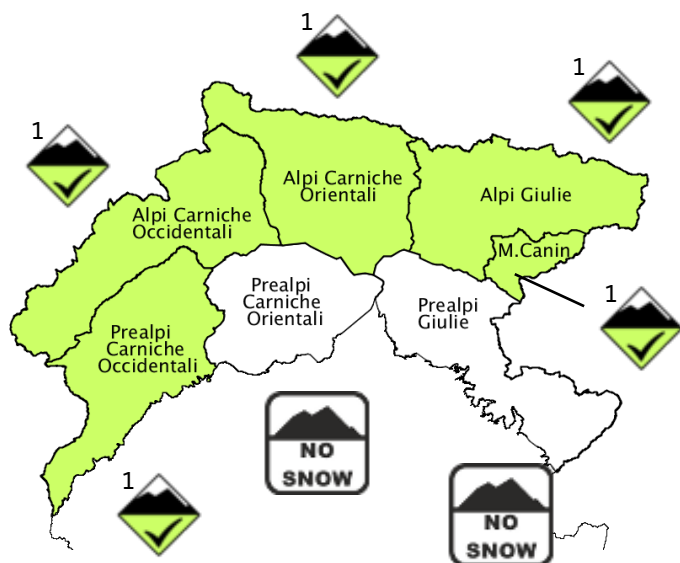 1
1
1
Alpi Carniche
Orientali
Alpi Giulie
Alpi Carniche
Occidentali
M.Canin
Prealpi
Carniche
Orientali
Prealpi
Giulie
1
Prealpi
Carniche
Occidentali
NO
SNOW
1
NO
SNOW